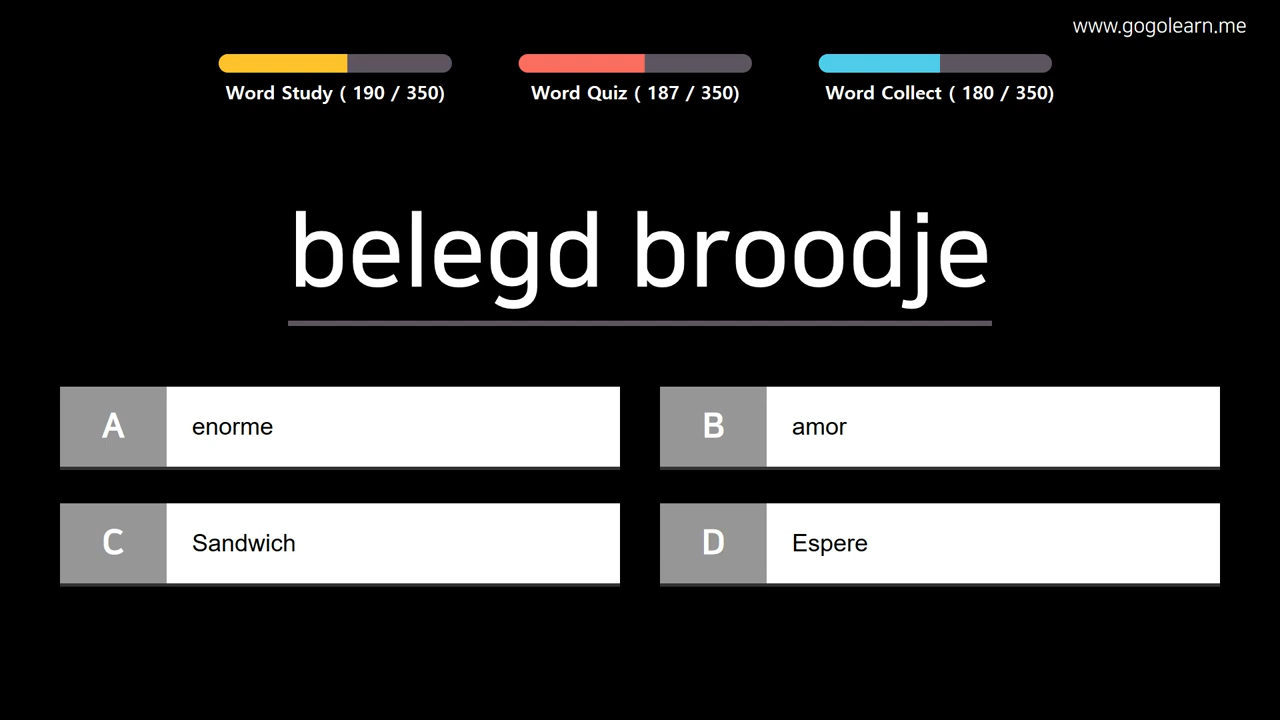 www.gogolearn.me
Word Study ( 190 / 350)
Word Quiz ( 187 / 350)
Word Collect ( 180 / 350)
belegd broodje
A enorme
B amor
C Sandwich
D Espere